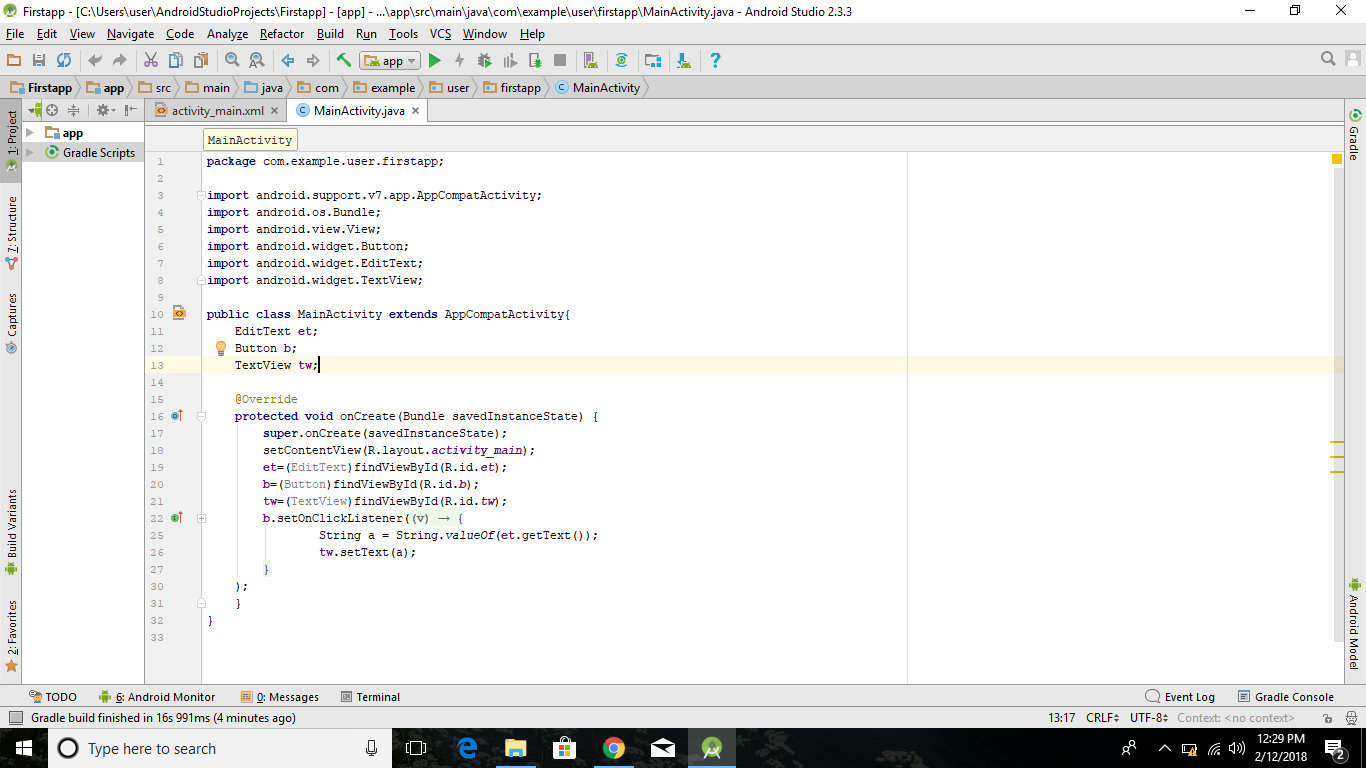 Firstapp - [C:\Users\user\AndroidStudioProjects\Firstapp] - [app] - ...\app\src\main\java\com\example\user\firstapp\MainActivity.java - Android Studio 2.3.3
File Edit View Navigate Code Analyze Refactor Build Run Tools VCS Window Help
app
Firstapp app src main java com example user firstapp MainActivity
activity_main.xml MainActivity.java
1: Project
7: Structure
Captures
Build Variants
2: Favorites
app
Gradle Scripts
MainActivity
1 package com.example.user.firstapp;
2
3 import android.support.v7.app.AppCompatActivity;
4 import android.os.Bundle;
5 import android.view.View;
6 import android.widget.Button;
7 import android.widget.EditText;
8 import android.widget.TextView;
9
10 public class MainActivity extends AppCompatActivity{
11 EditText et;
12 Button b;
13 TextView tw;
14
15 @Override
16 protected void onCreate(Bundle savedInstanceState) {
17 super.onCreate(savedInstanceState);
18 setContentView(R.layout.activity_main);
19 et=(EditText)findViewById(R.id.et);
20 b=(Button)findViewById(R.id.b);
21 tw=(TextView)findViewById(R.id.tw);
22 b.setOnClickListener((v) → {
25 String a = String.valueOf(et.getText());
26 tw.setText(a);
27 }
30 );
31 }
32 }
33
Gradle
Android Model
TODO 6: Android Monitor 0: Messages Terminal Event Log Gradle Console
Gradle build finished in 16s 991ms (4 minutes ago) 13:17 CRLF UTF-8 Context: <no context>
Type here to search
12:29 PM
2/12/2018
2